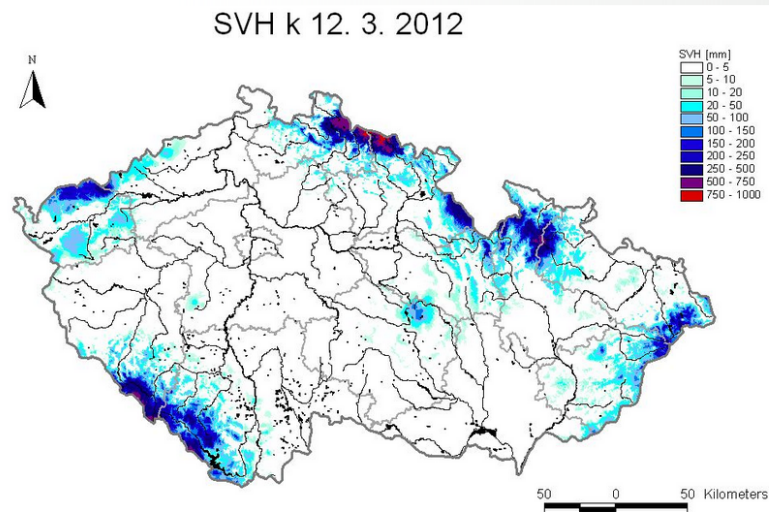 SVH k 12. 3. 2012
N
SVH [mm]
0 - 5
5 - 10
10 - 20
20 - 50
50 - 100
100 - 150
150 - 200
200 - 250
250 - 500
500 - 750
750 - 1000
50 0 50 Kilometers